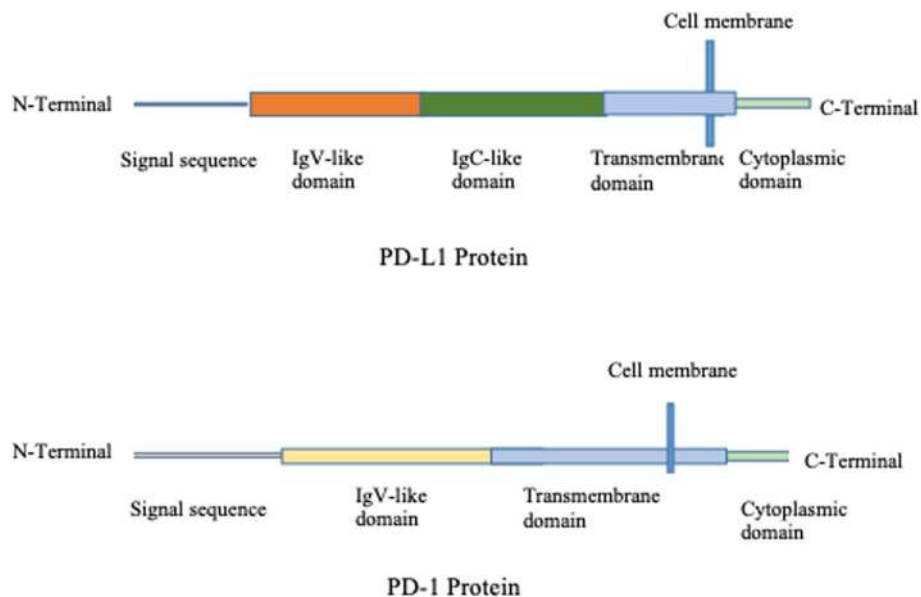 Cell membrane
N-Terminal
C-Terminal
Signal sequence
IgV-like
domain
IgC-like
domain
Transmembrane
domain
Cytoplasmic
domain
PD-L1 Protein
Cell membrane
N-Terminal
C-Terminal
Signal sequence
IgV-like
domain
Transmembrane
domain
Cytoplasmic
domain
PD-1 Protein